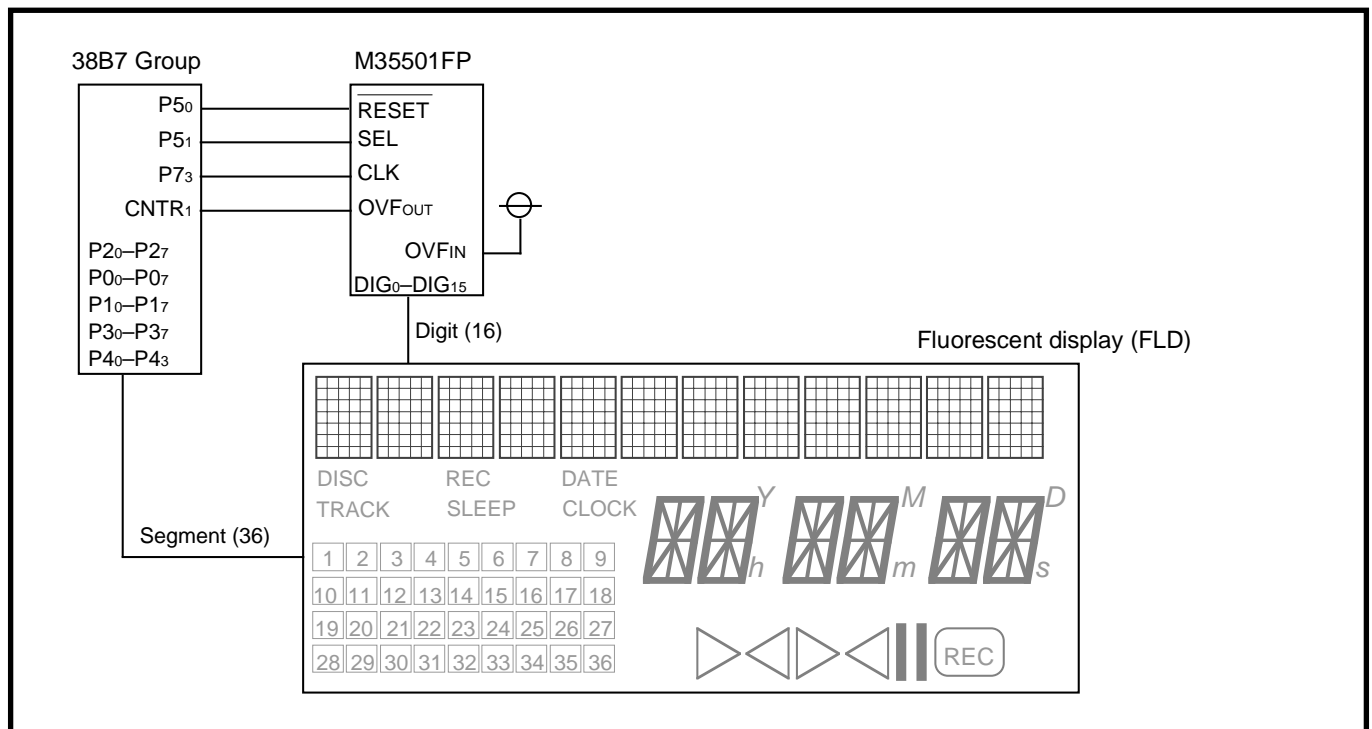 38B7 Group
M35501FP
P50
P51
P73
CNTR1
P20–P27
P00–P07
P10–P17
P30–P37
P40–P43
RESET
SEL
CLK
OVFOUT
OVFIN
DIG0–DIG15
Digit (16)
Fluorescent display (FLD)
Segment (36)
DISC REC DATE
TRACK SLEEP CLOCK
Y M D
h m s
1 2 3 4 5 6 7 8 9
10 11 12 13 14 15 16 17 18
19 20 21 22 23 24 25 26 27
28 29 30 31 32 33 34 35 36
REC